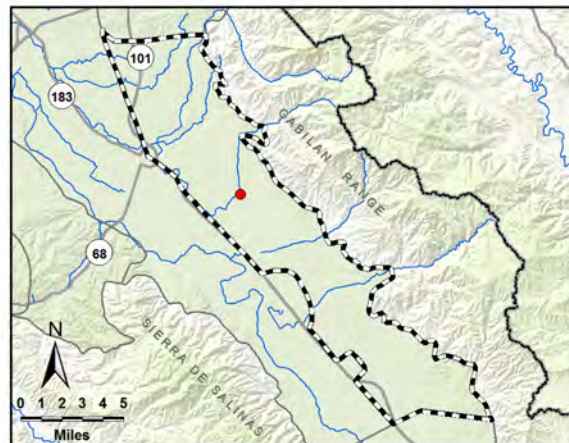 101
183
GABILAN RANGE
68
SIERRA DE SALINAS
N
0 1 2 3 4 5
Miles